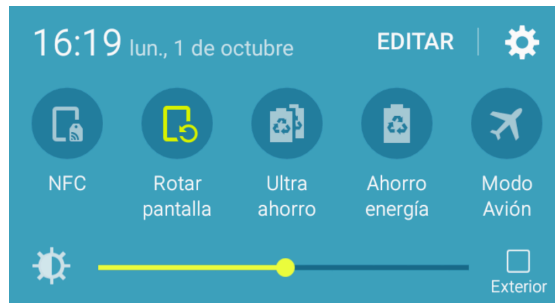 16:19 lun., 1 de octubre EDITAR
NFC Rotar Ultra Ahorro Modo
pantalla ahorro energía Avión
Exterior